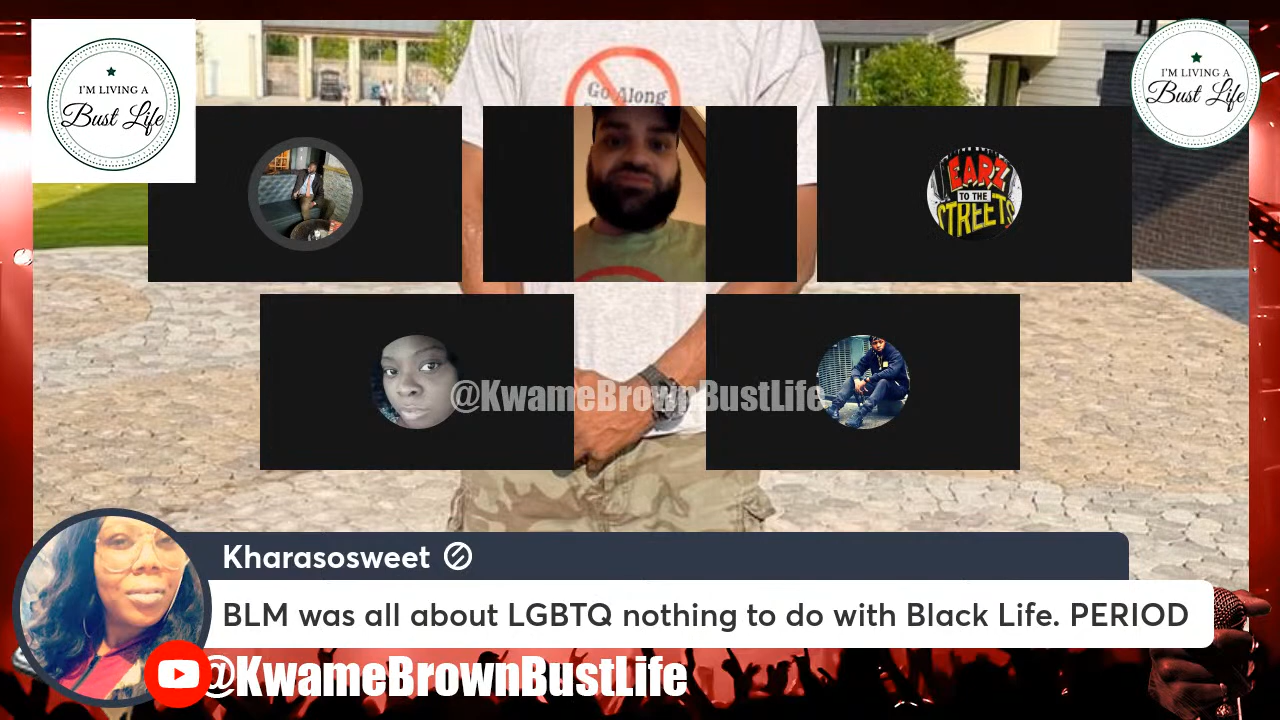 I'M LIVING A
Bust Life
I'M LIVING A
Bust Life
Go Along
EARZ
TO THE
STREETS
@KwameBrownBustLife
Kharasosweet
BLM was all about LGBTQ nothing to do with Black Life. PERIOD
@KwameBrownBustLife